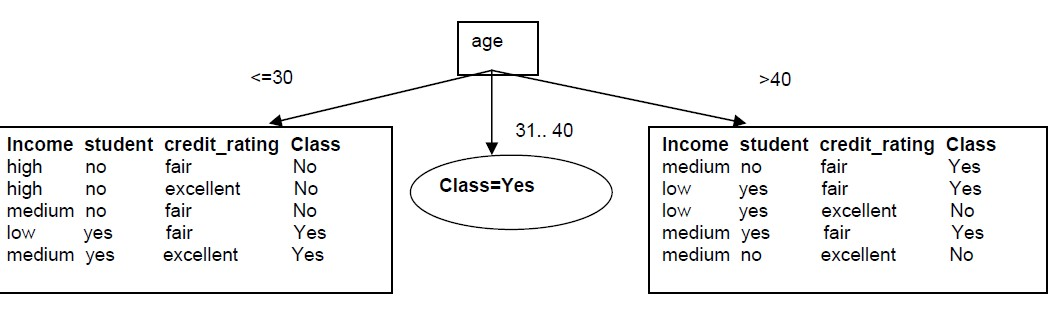 age
<=30
>40
31.. 40
Income student credit_rating Class
high no fair No
high no excellent No
medium no fair No
low yes fair Yes
medium yes excellent Yes
Class=Yes
Income student credit_rating Class
medium no fair Yes
low yes fair Yes
low yes excellent No
medium yes fair Yes
medium no excellent No